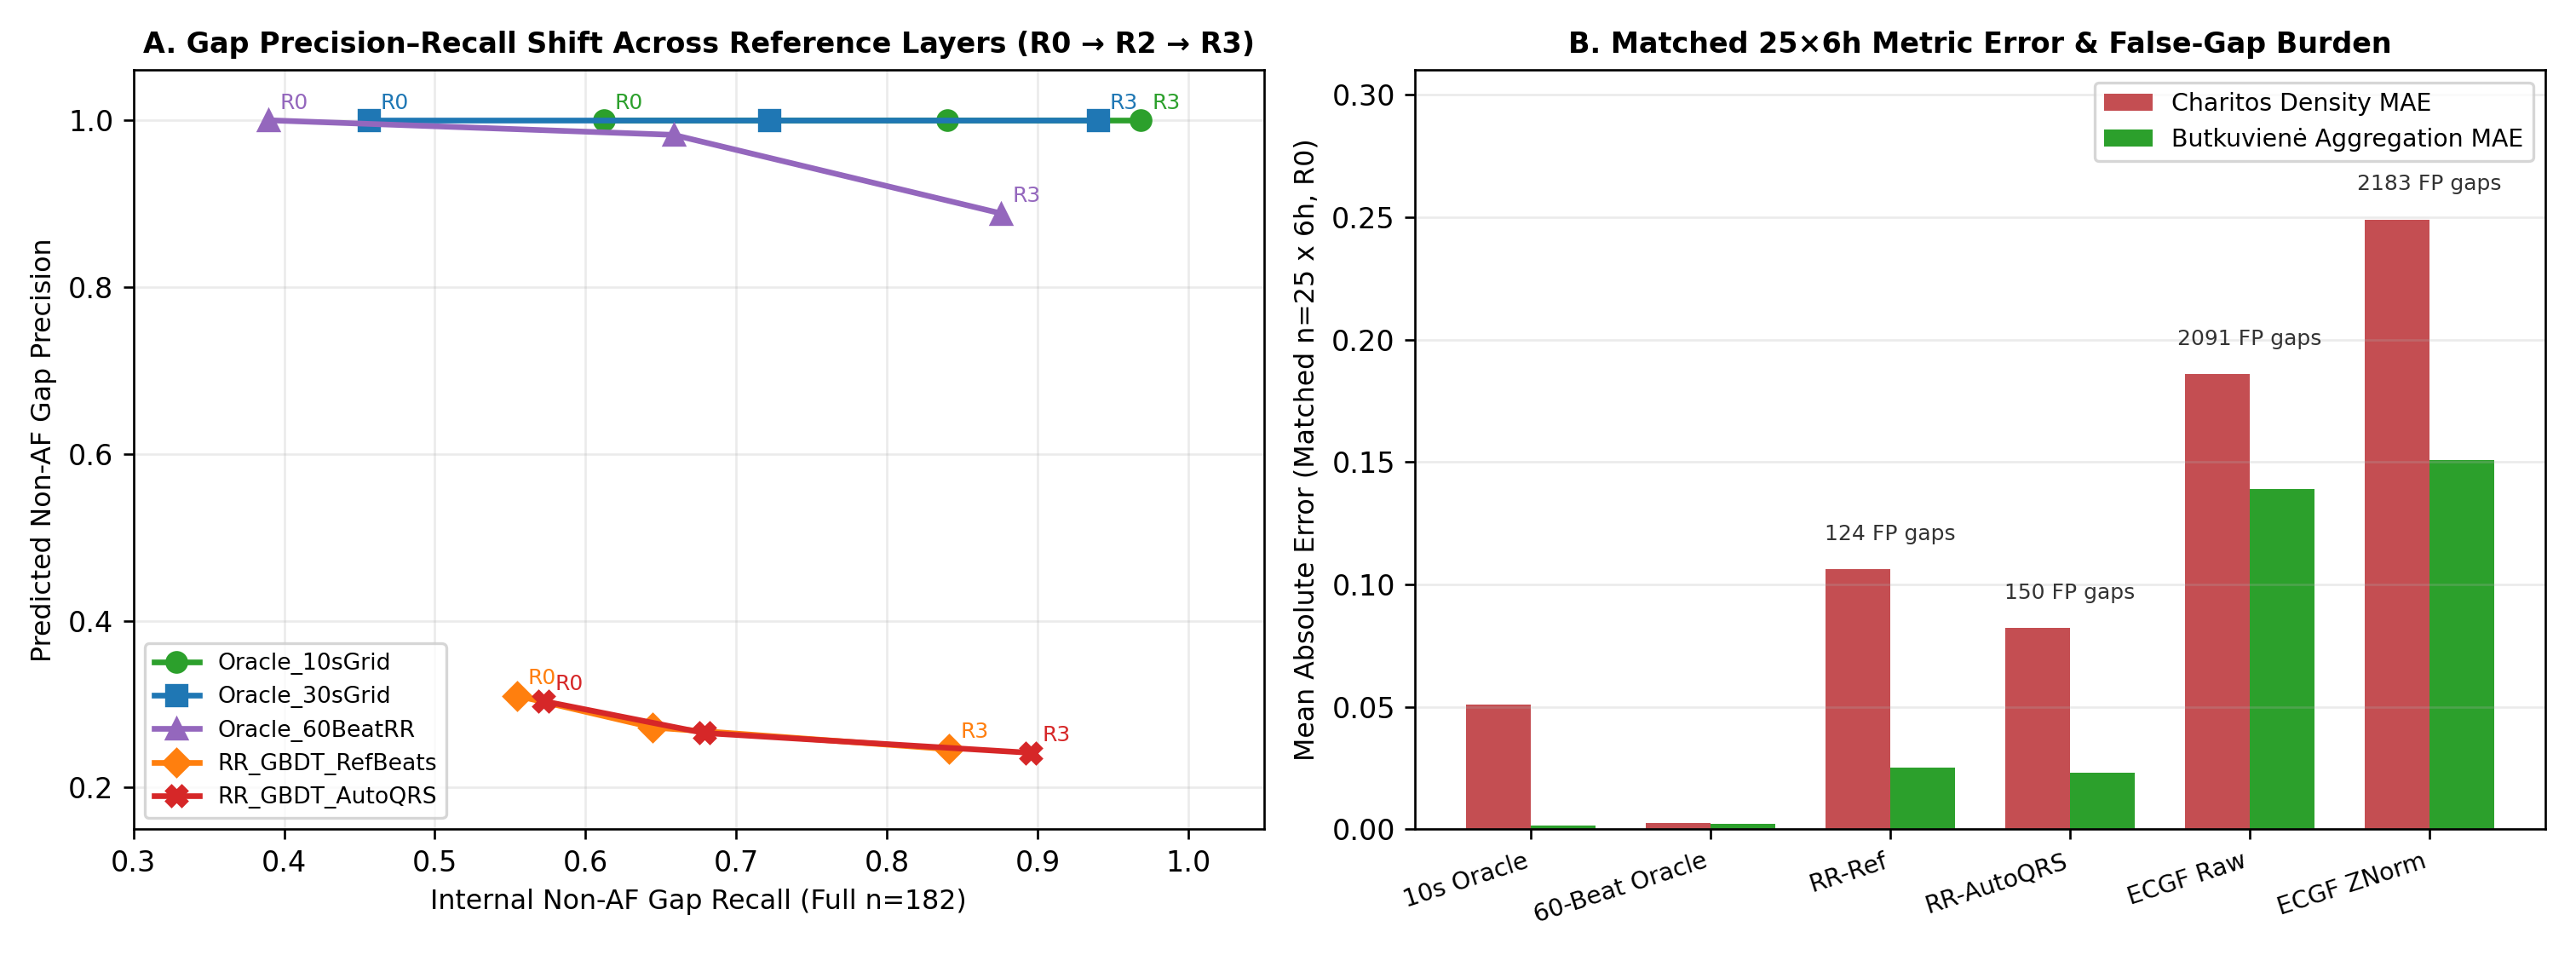 A. Gap Precision–Recall Shift Across Reference Layers (R0 → R2 → R3)
Predicted Non-AF Gap Precision
1.0
0.8
0.6
0.4
0.2
R0
R0
R0
R3
R3
R3
R0
R0
R3
R3
Oracle_10sGrid
Oracle_30sGrid
Oracle_60BeatRR
RR_GBDT_RefBeats
RR_GBDT_AutoQRS
0.3
0.4
0.5
0.6
0.7
0.8
0.9
1.0
Internal Non-AF Gap Recall (Full n=182)
B. Matched 25×6h Metric Error & False-Gap Burden
Mean Absolute Error (Matched n=25 x 6h, R0)
0.30
0.25
0.20
0.15
0.10
0.05
0.00
Charitos Density MAE
Butkuvienė Aggregation MAE
124 FP gaps
150 FP gaps
2091 FP gaps
2183 FP gaps
10s Oracle
60-Beat Oracle
RR-Ref
RR-AutoQRS
ECGF Raw
ECGF ZNorm